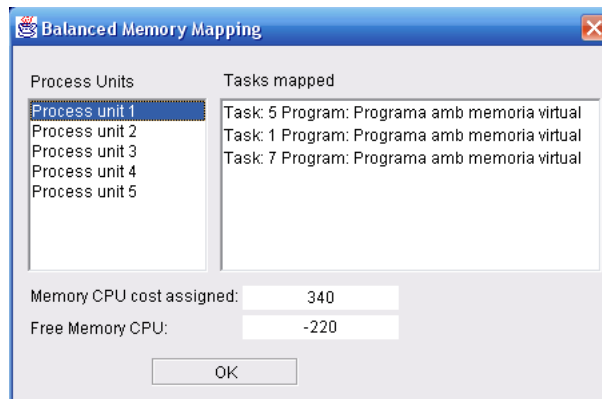 Balanced Memory Mapping
Process Units
Tasks mapped
Process unit 1
Process unit 2
Process unit 3
Process unit 4
Process unit 5
Task: 5 Program: Programa amb memoria virtual
Task: 1 Program: Programa amb memoria virtual
Task: 7 Program: Programa amb memoria virtual
Memory CPU cost assigned: 340
Free Memory CPU: -220
OK